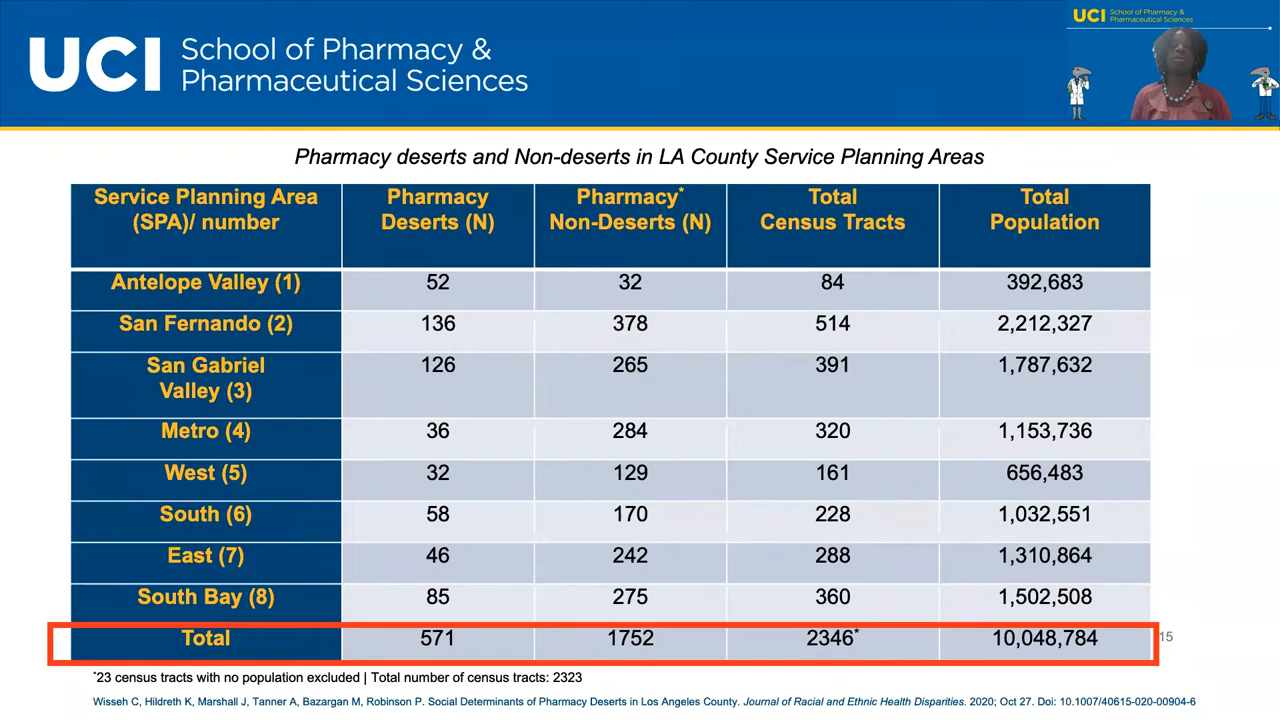 UCI School of Pharmacy &
Pharmaceutical Sciences
UCI School of Pharmacy &
Pharmaceutical Sciences
Pharmacy deserts and Non-deserts in LA County Service Planning Areas
Service Planning Area (SPA)/ number Pharmacy Deserts (N) Pharmacy* Non-Deserts (N) Total Census Tracts Total Population
Antelope Valley (1) 52 32 84 392,683
San Fernando (2) 136 378 514 2,212,327
San Gabriel Valley (3) 126 265 391 1,787,632
Metro (4) 36 284 320 1,153,736
West (5) 32 129 161 656,483
South (6) 58 170 228 1,032,551
East (7) 46 242 288 1,310,864
South Bay (8) 85 275 360 1,502,508
Total 571 1752 2346* 10,048,784
15
*23 census tracts with no population excluded | Total number of census tracts: 2323
Wisseh C, Hildreth K, Marshall J, Tanner A, Bazargan M, Robinson P. Social Determinants of Pharmacy Deserts in Los Angeles County. Journal of Racial and Ethnic Health Disparities. 2020; Oct 27. Doi: 10.1007/40615-020-00904-6